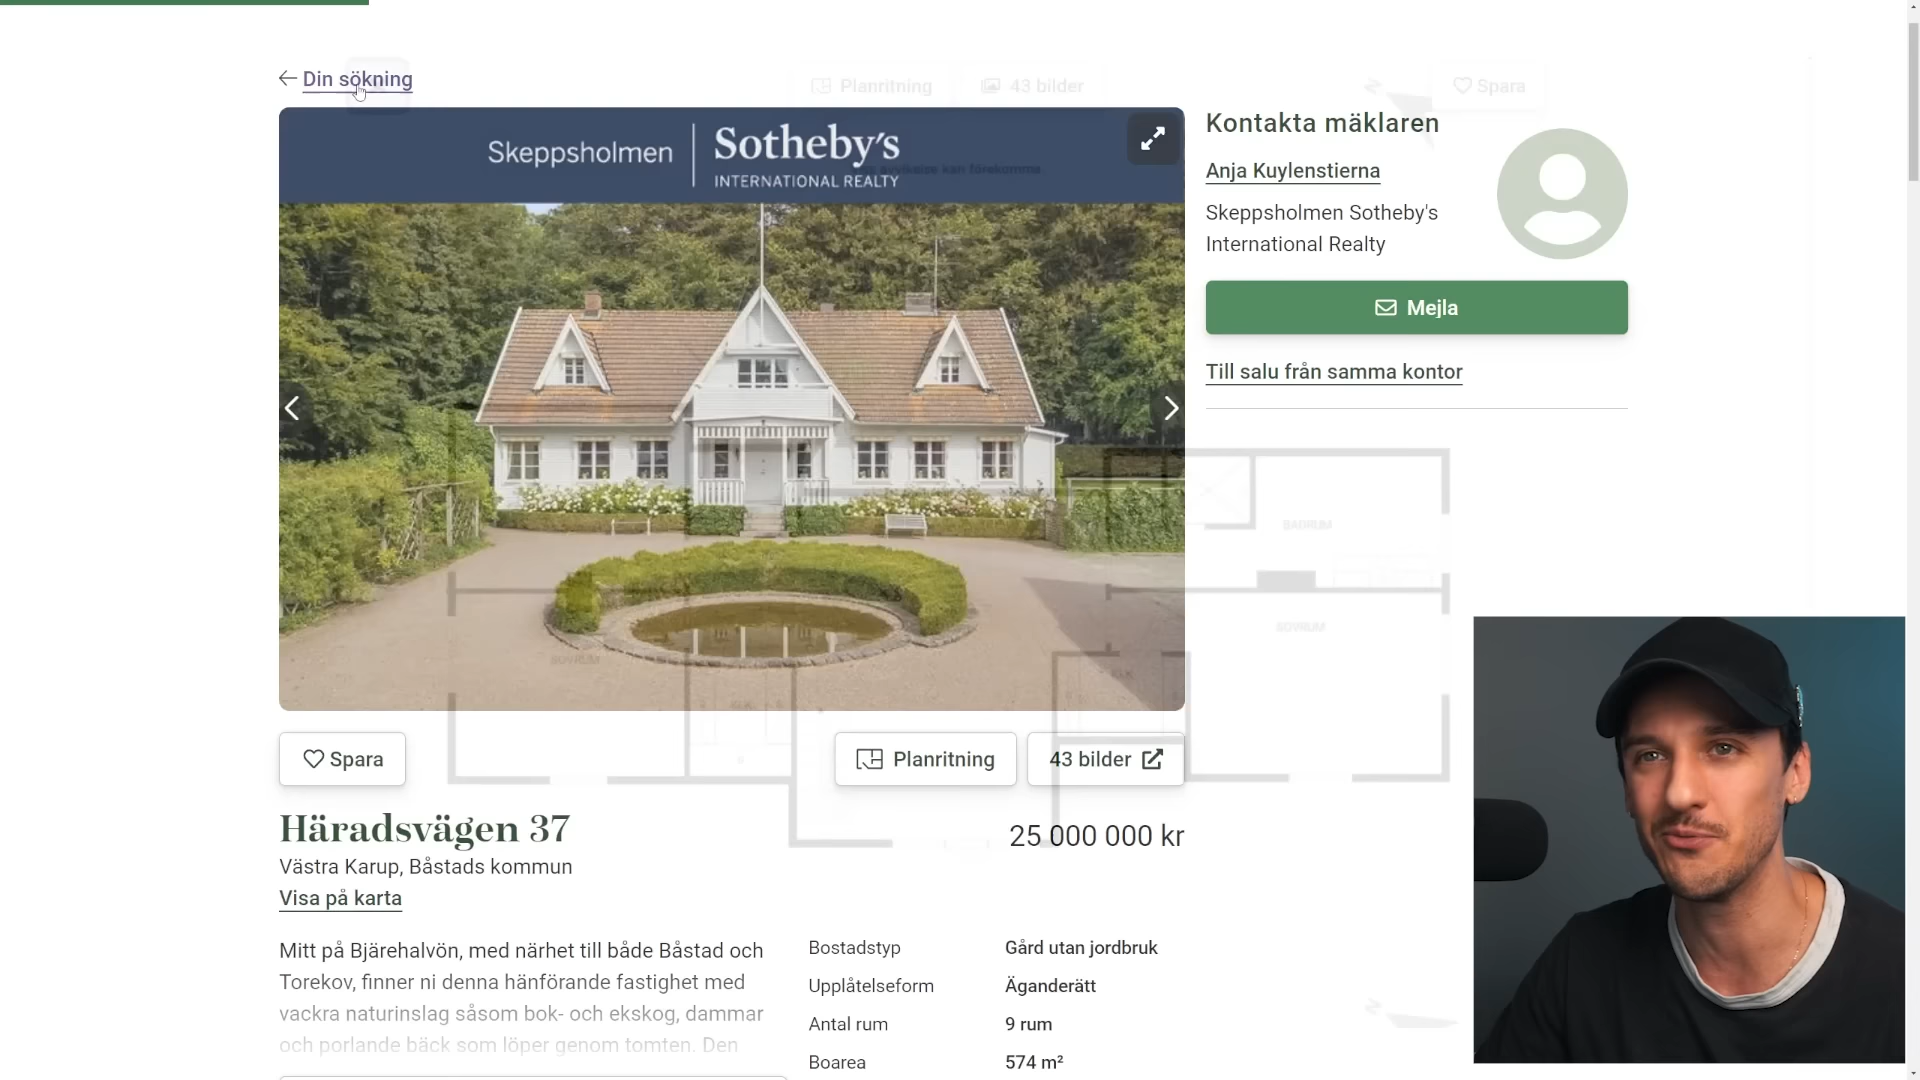 Din sökning
Planritning
43 bilder
Spara
Skeppsholmen
Sotheby's
INTERNATIONAL REALTY
avvikelse kan förekomma.
Kontakta mäklaren
Anja Kuylenstierna
Skeppsholmen Sotheby's
International Realty
Mejla
Till salu från samma kontor
BADRUM
SOVRUM
SOVRUM
Spara
Planritning
43 bilder
Häradsvägen 37
25 000 000 kr
Västra Karup, Båstads kommun
Visa på karta
Mitt på Bjärehalvön, med närhet till både Båstad och
Torekov, finner ni denna hänförande fastighet med
vackra naturinslag såsom bok- och ekskog, dammar
och porlande bäck som löper genom tomten. Den
Bostadstyp Gård utan jordbruk
Upplåtelseform Äganderätt
Antal rum 9 rum
Boarea 574 m²